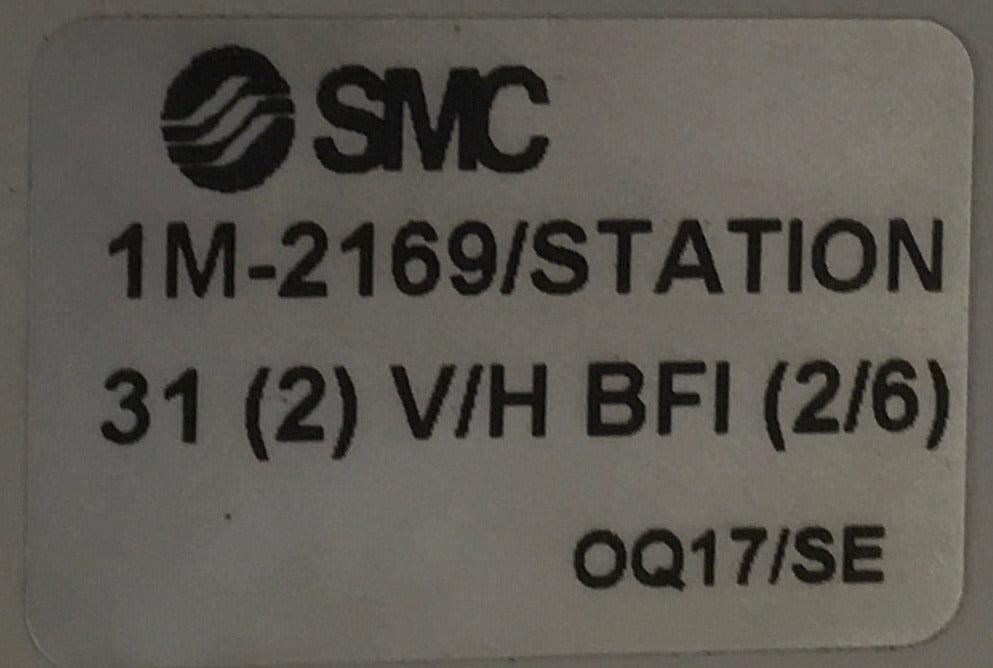 SMC
1M-2169/STATION
31 (2) V/H BFI (2/6)
OQ17/SE